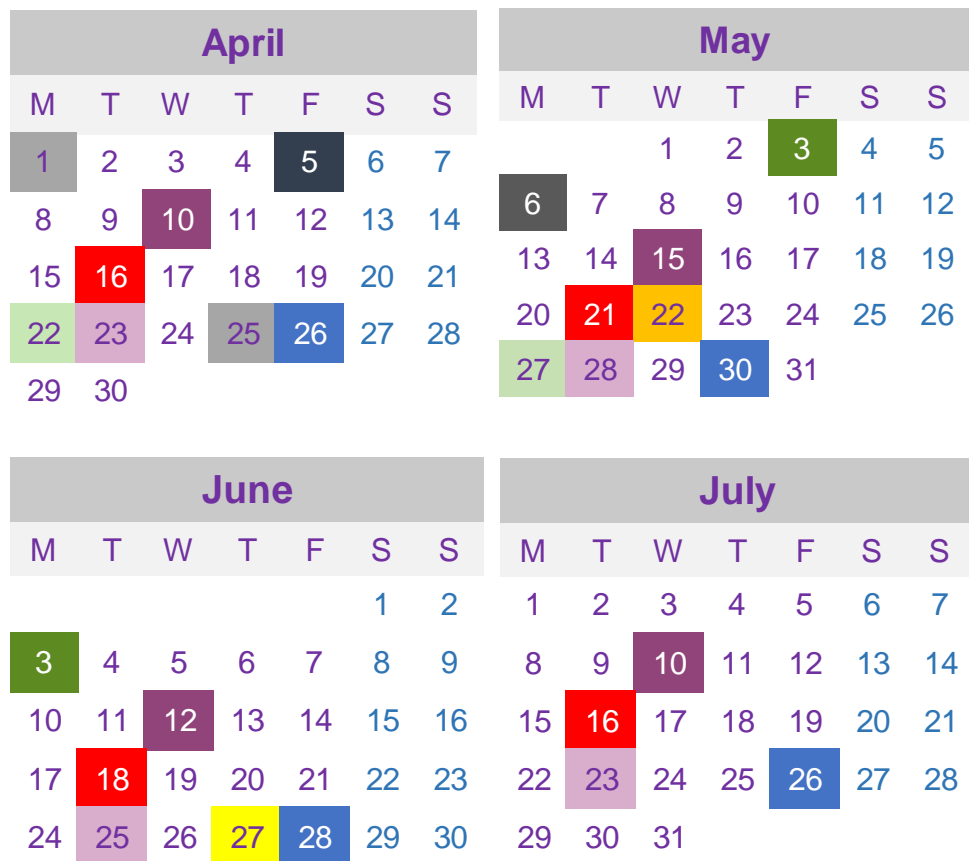 April
M T W T F S S
1 2 3 4 5 6 7
8 9 10 11 12 13 14
15 16 17 18 19 20 21
22 23 24 25 26 27 28
29 30
May
M T W T F S S
1 2 3 4 5
6 7 8 9 10 11 12
13 14 15 16 17 18 19
20 21 22 23 24 25 26
27 28 29 30 31
June
M T W T F S S
1 2
3 4 5 6 7 8 9
10 11 12 13 14 15 16
17 18 19 20 21 22 23
24 25 26 27 28 29 30
July
M T W T F S S
1 2 3 4 5 6 7
8 9 10 11 12 13 14
15 16 17 18 19 20 21
22 23 24 25 26 27 28
29 30 31